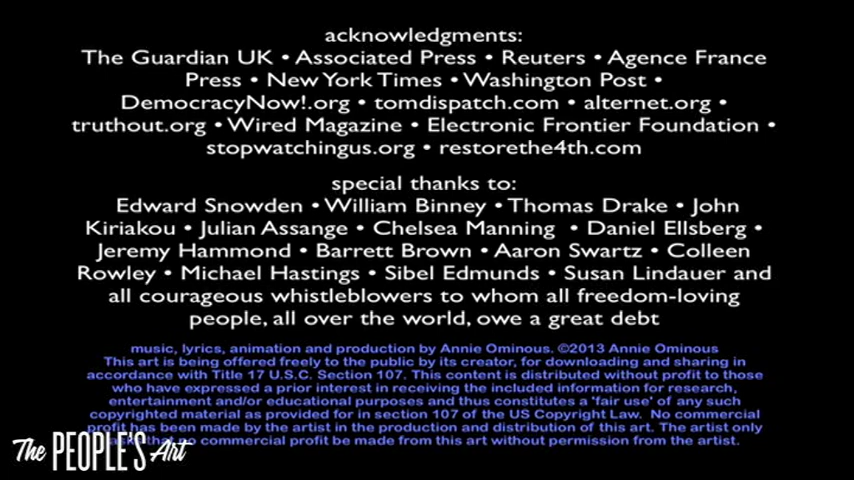 acknowledgments:
The Guardian UK • Associated Press • Reuters • Agence France
Press • New York Times • Washington Post •
DemocracyNow!.org • tomdispatch.com • alternet.org •
truthout.org • Wired Magazine • Electronic Frontier Foundation •
stopwatchingus.org • restorethe4th.com
special thanks to:
Edward Snowden • William Binney • Thomas Drake • John
Kiriakou • Julian Assange • Chelsea Manning • Daniel Ellsberg •
Jeremy Hammond • Barrett Brown • Aaron Swartz • Colleen
Rowley • Michael Hastings • Sibel Edmunds • Susan Lindauer and
all courageous whistleblowers to whom all freedom-loving
people, all over the world, owe a great debt
music, lyrics, animation and production by Annie Ominous. ©2013 Annie Ominous
This art is being offered freely to the public by its creator, for downloading and sharing in
accordance with Title 17 U.S.C. Section 107. This content is distributed without profit to those
who have expressed a prior interest in receiving the included information for research,
entertainment and/or educational purposes and thus constitutes a 'fair use' of any such
copyrighted material as provided for in section 107 of the US Copyright Law. No commercial
profit has been made by the artist in the production and distribution of this art. The artist only
that no commercial profit be made from this art without permission from the artist.
The PEOPLE'S Art